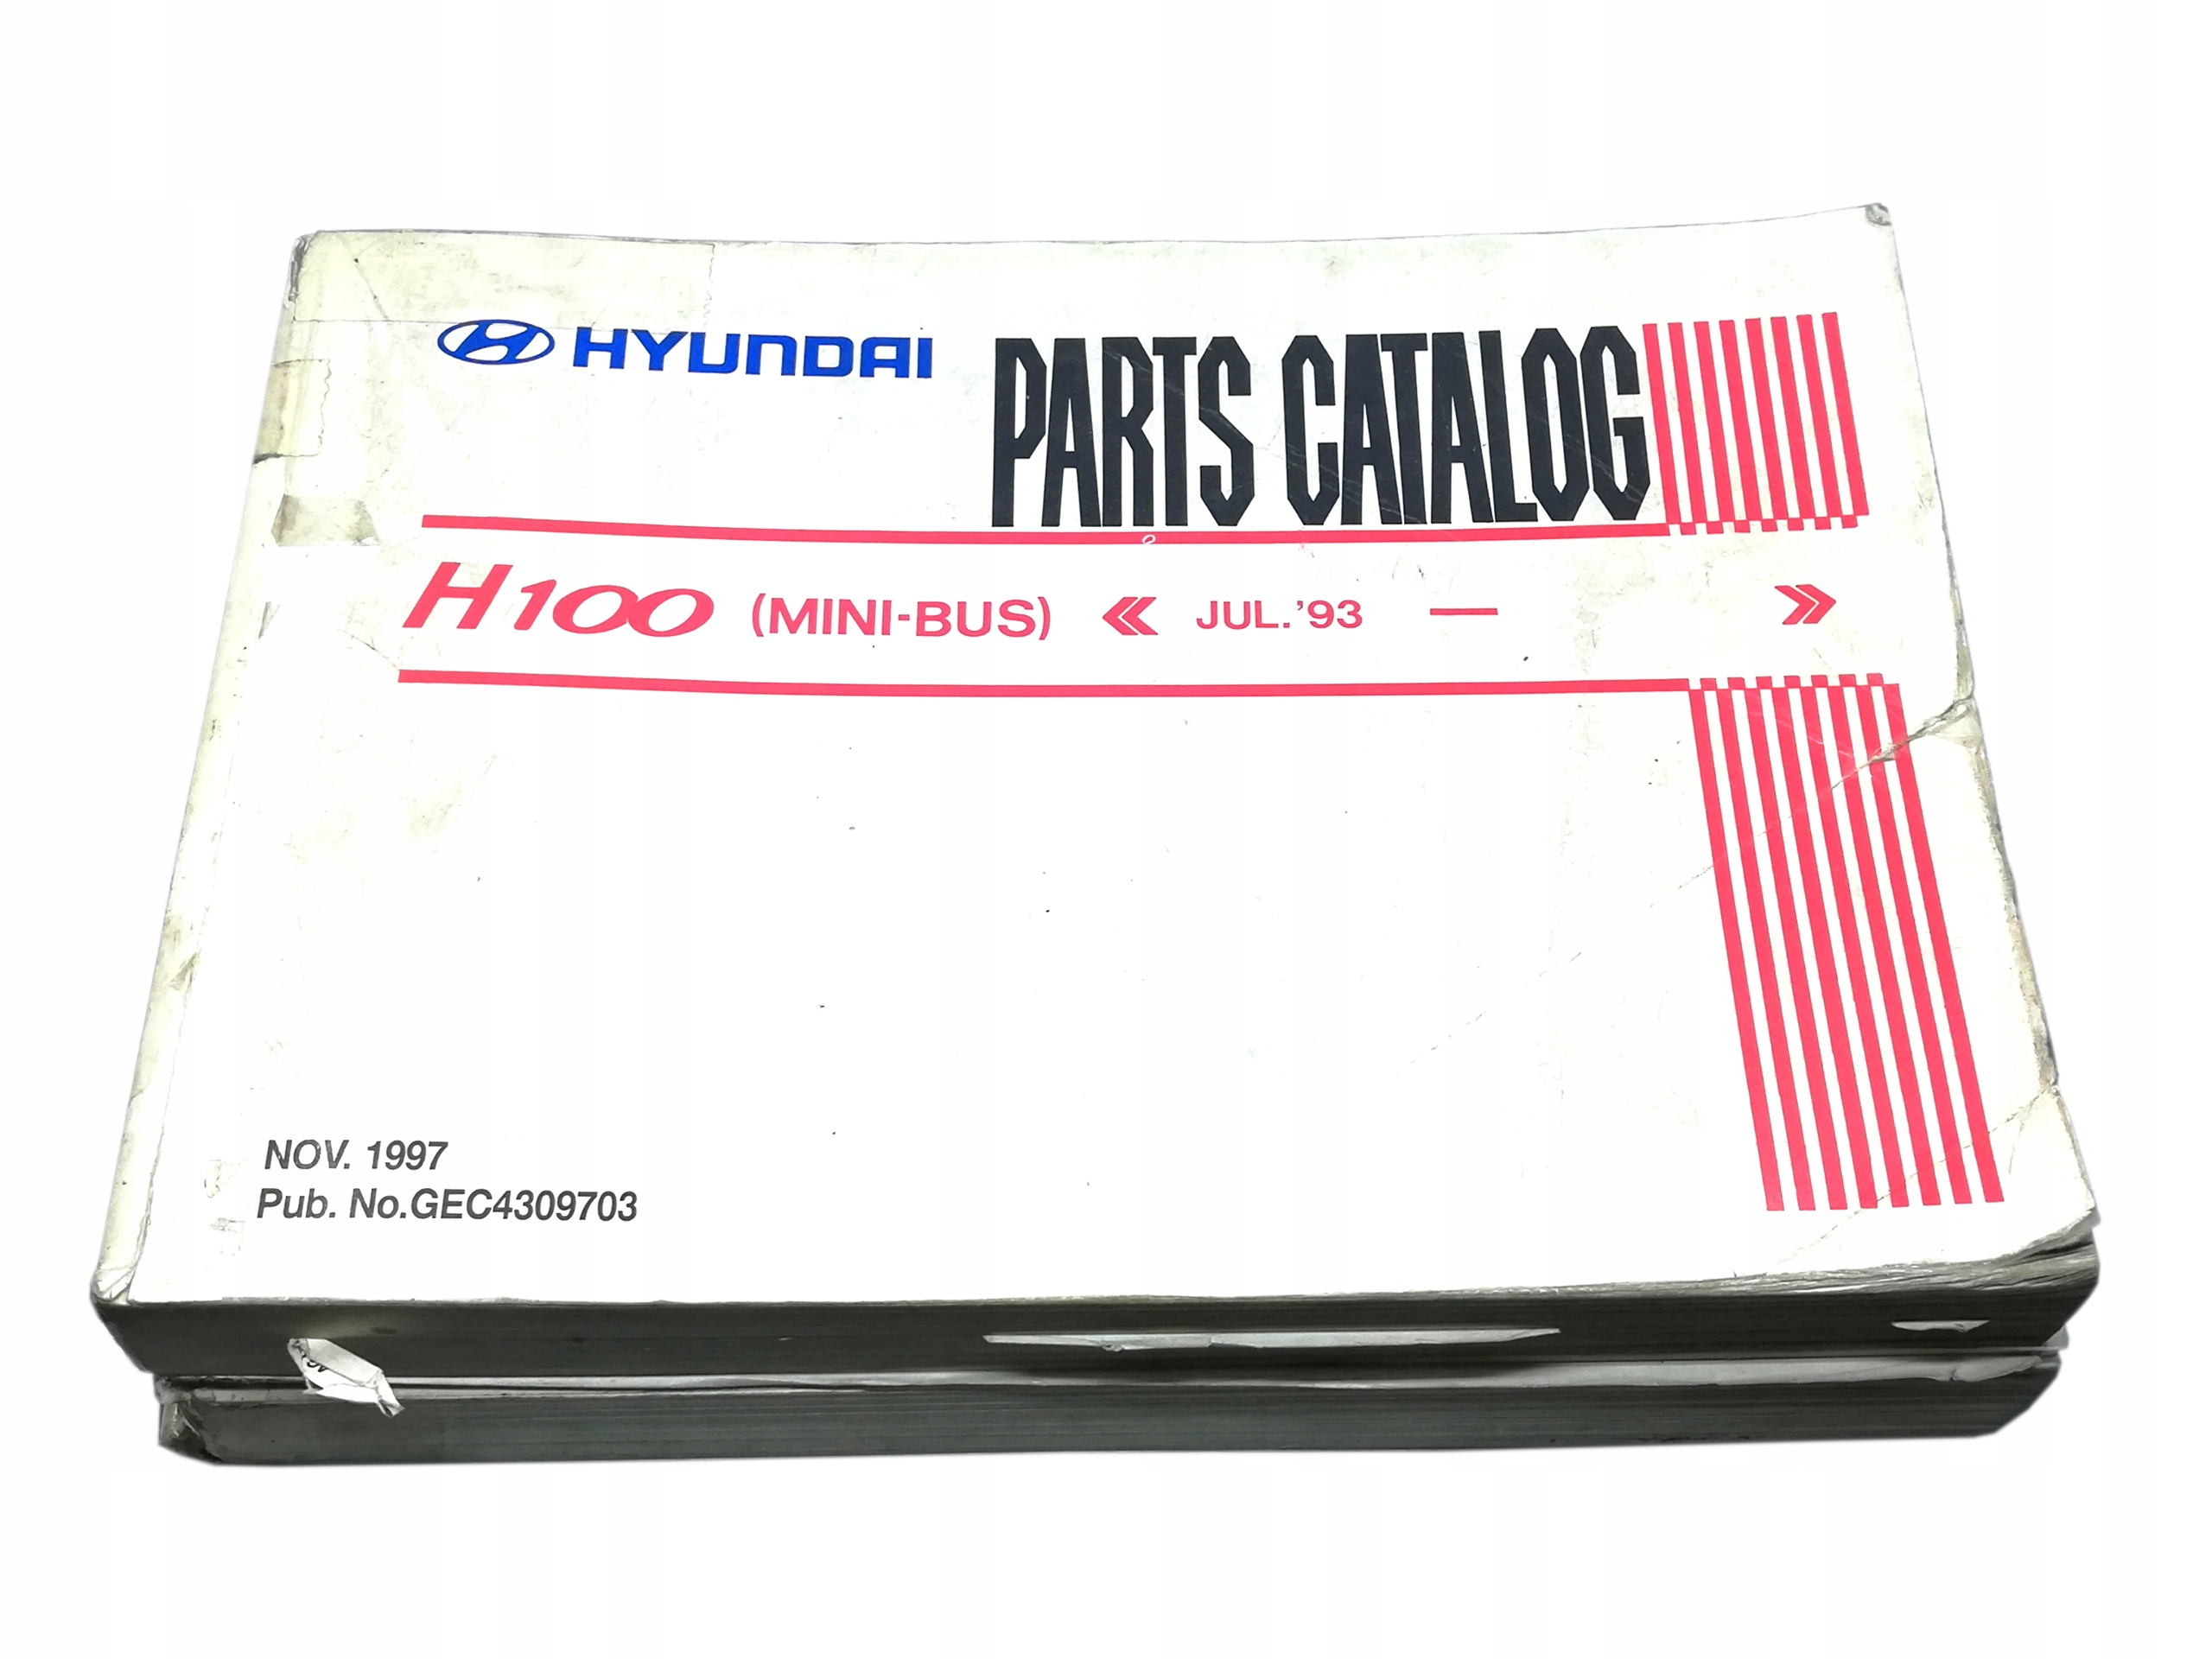 HYUNDAI
PARTS CATALOG
H100 (MINI-BUS) « JUL. '93 — »
NOV. 1997
Pub. No.GEC4309703